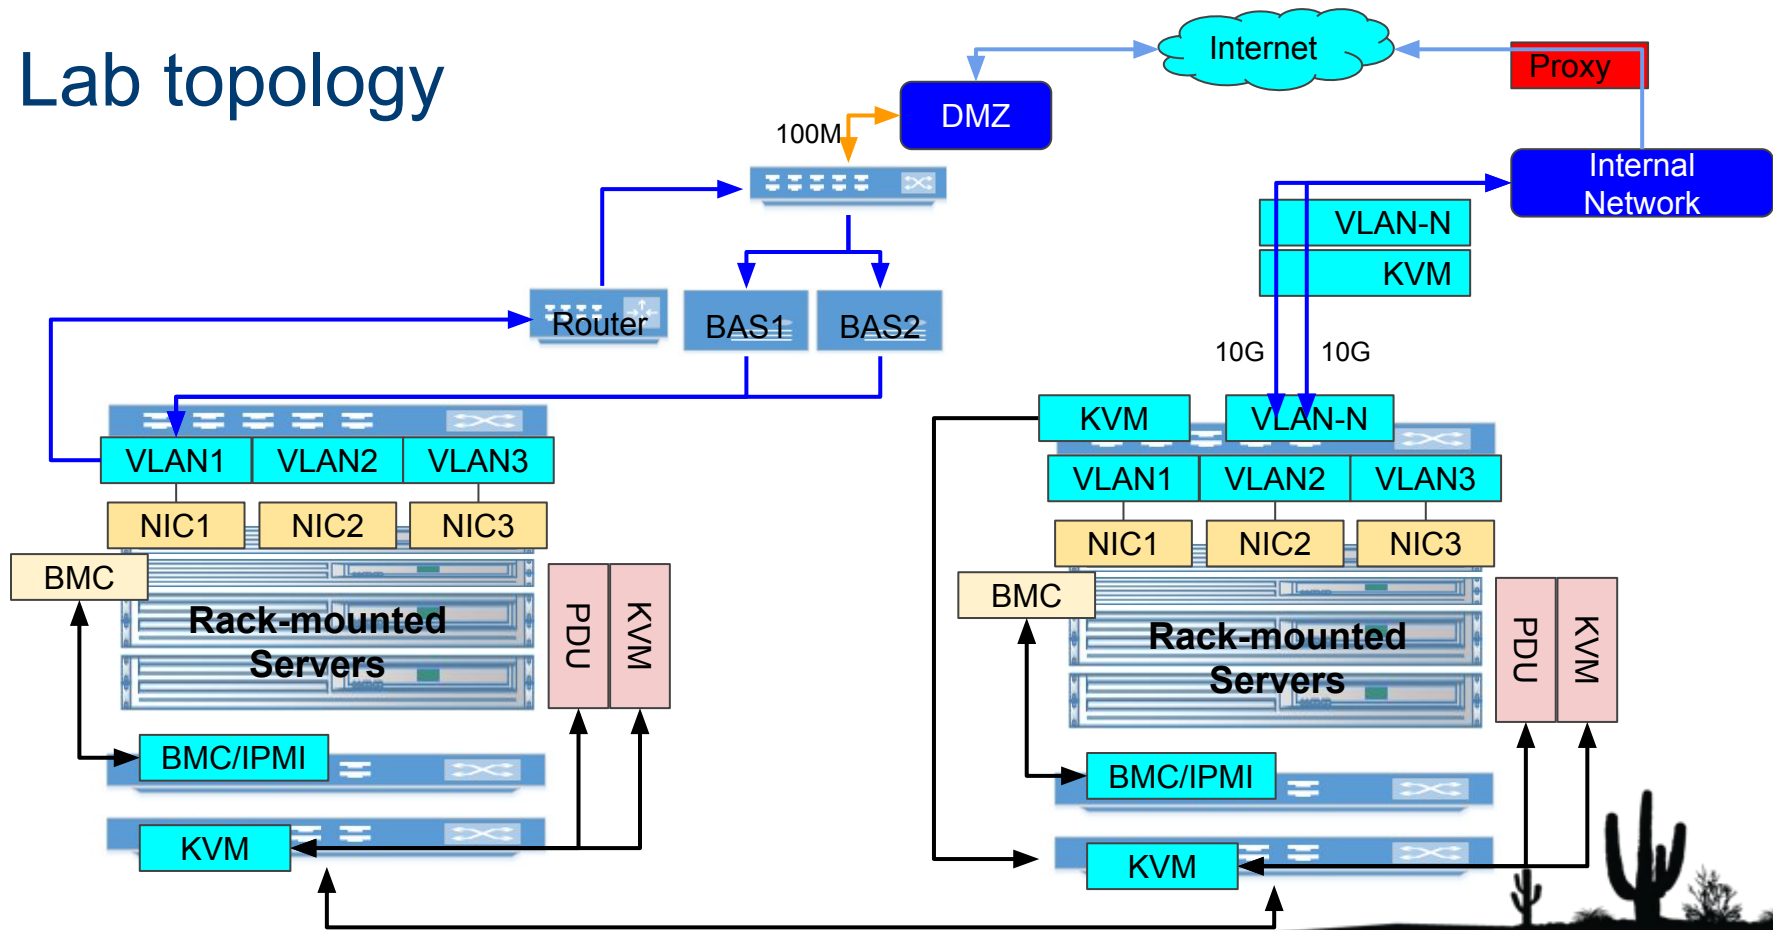 Lab topology
Internet
Proxy
DMZ
100M
Internal
Network
VLAN-N
KVM
Router
BAS1
BAS2
10G
10G
VLAN1
VLAN2
VLAN3
NIC1
NIC2
NIC3
BMC
Rack-mounted
Servers
PDU
KVM
BMC/IPMI
KVM
KVM
VLAN-N
VLAN1
VLAN2
VLAN3
NIC1
NIC2
NIC3
BMC
Rack-mounted
Servers
PDU
KVM
BMC/IPMI
KVM